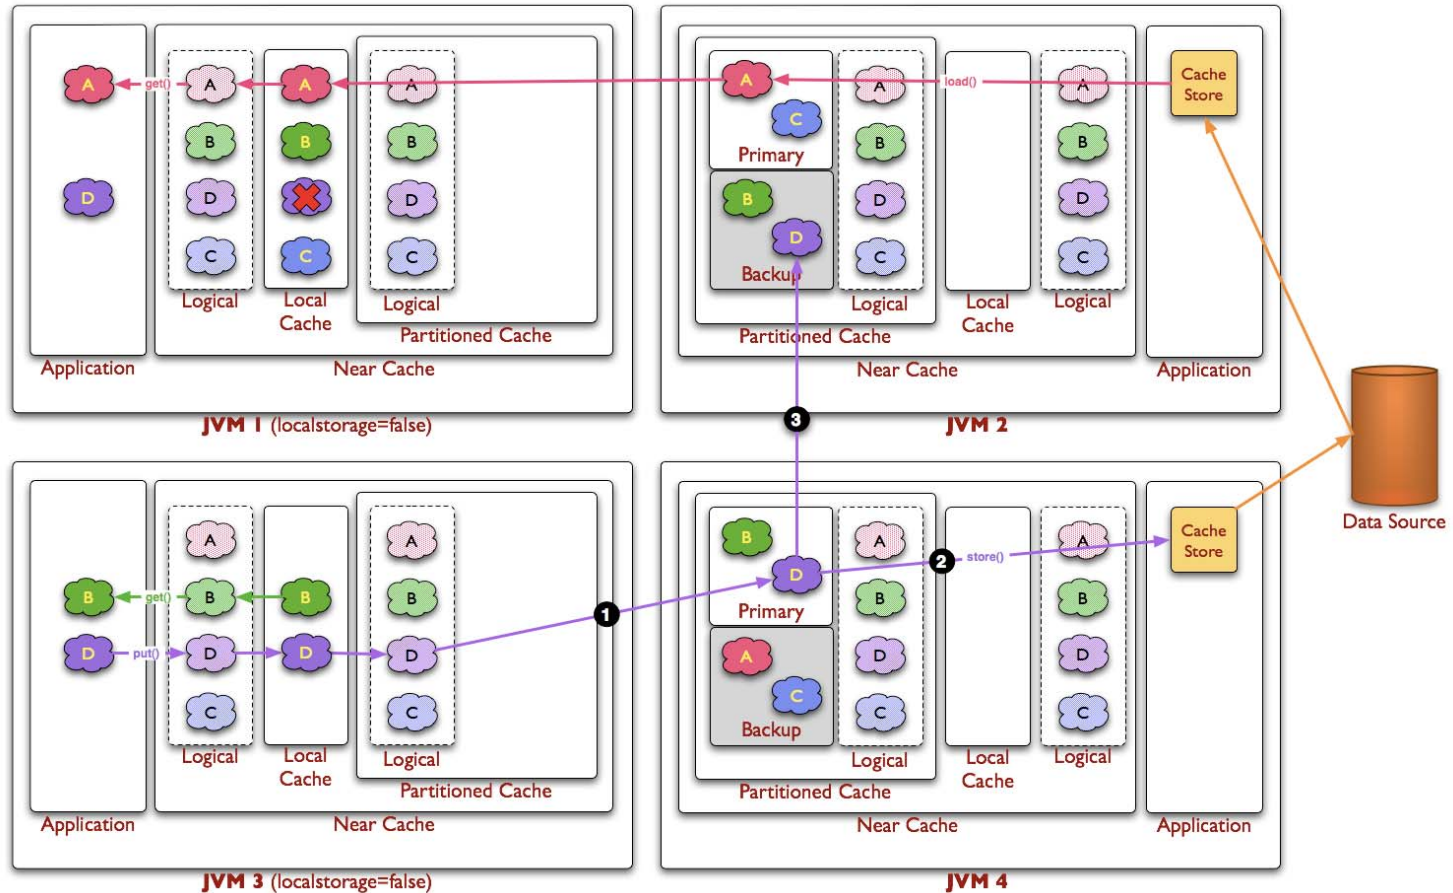 A get() A A A
B B B
D D D
C C C
Logical
Local
Cache
Logical
Partitioned Cache
Application
Near Cache
JVM 1 (localstorage=false)
A A load() A Cache
Store
C
Primary
B B
B D D
D
Backup
C C
Logical
Local
Cache
Logical
Partitioned Cache
Near Cache
Application
JVM 2
3
Data Source
A A
B get() B B B
D put() D D D
C C
1
Logical
Local
Cache
Logical
Partitioned Cache
Application
Near Cache
JVM 3 (localstorage=false)
B A A Cache
Store
2 store()
D
Primary
B B
A D D
C
Backup
C C
Logical
Local
Cache
Logical
Partitioned Cache
Near Cache
Application
JVM 4